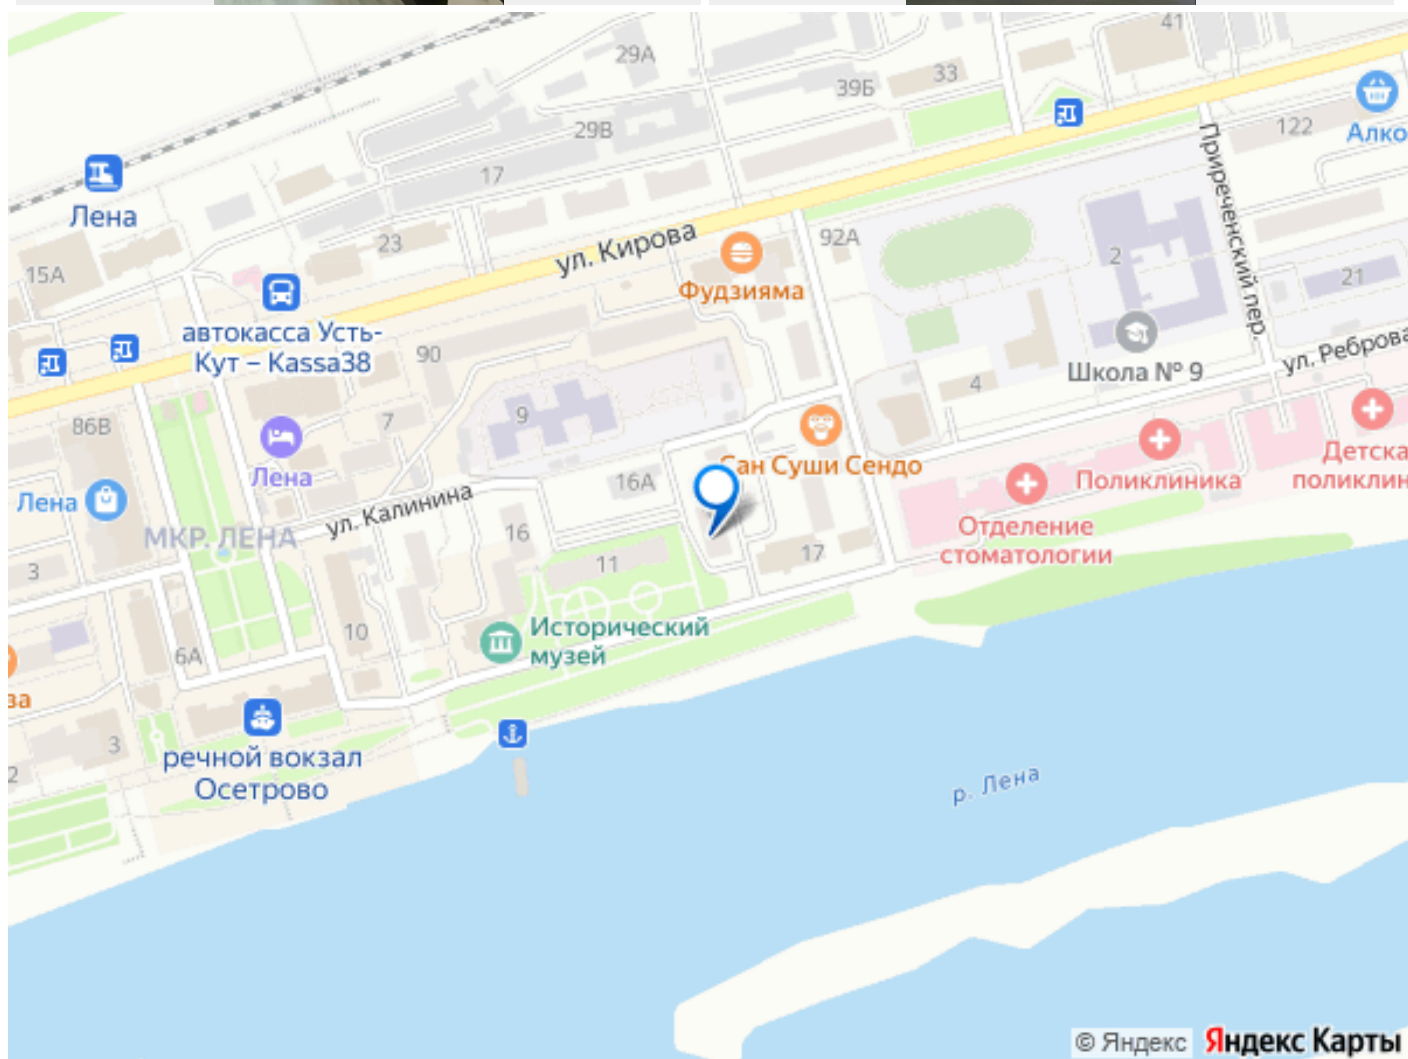 41
29А
33
39Б
122
Алко
29В
Приреченский пер.
17
Лена
23
ул. Кирова
92А
2
21
15А
Фудзияма
автокасса Усть-
Кут – Kassa38
90
Школа № 9
ул. Реброва
4
86В
7
9
Лена
Сан Суши Сендо
Поликлиника
Детска
поликлин
Лена
16А
ул. Калинина
МКР. ЛЕНА
16
Отделение
стоматологии
3
11
17
10
Исторический
музей
6А
за
3
2
речной вокзал
Осетрово
р. Лена
© Яндекс Яндекс Карты